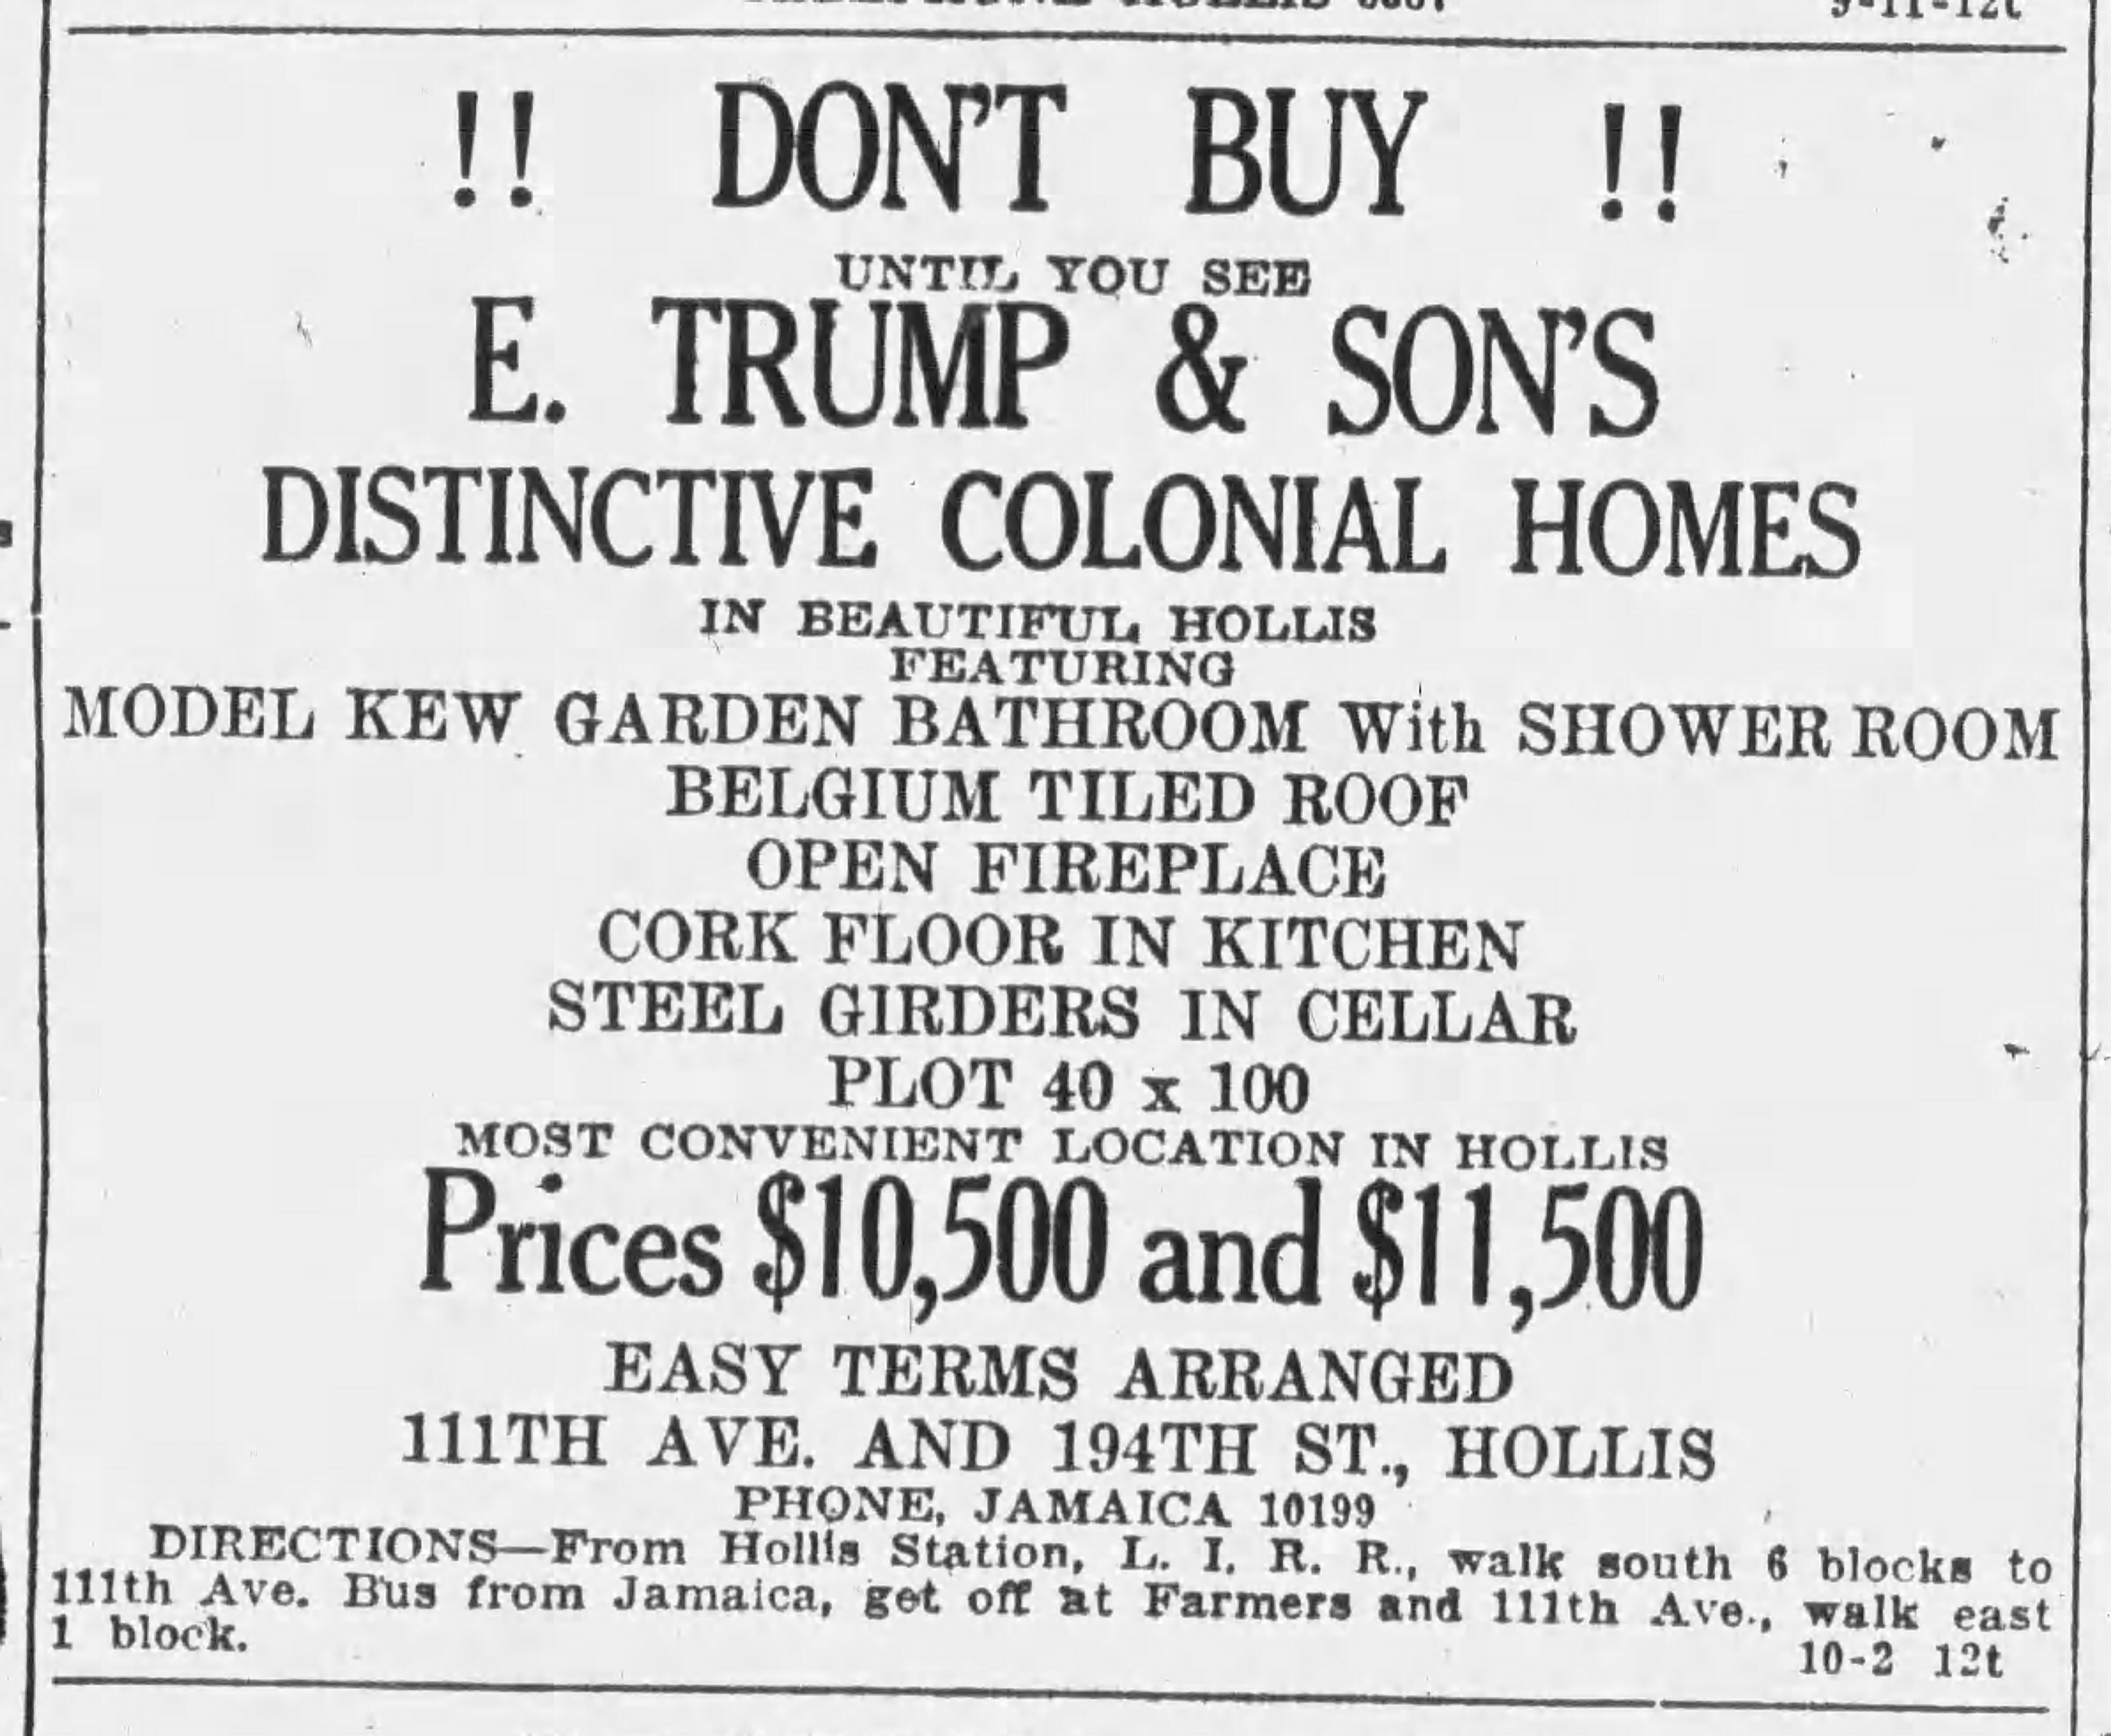 9-11-12t
!! DON'T BUY !!
UNTIL YOU SEE
E. TRUMP & SON'S
DISTINCTIVE COLONIAL HOMES
IN BEAUTIFUL HOLLIS
FEATURING
MODEL KEW GARDEN BATHROOM With SHOWER ROOM
BELGIUM TILED ROOF
OPEN FIREPLACE
CORK FLOOR IN KITCHEN
STEEL GIRDERS IN CELLAR
PLOT 40 x 100
MOST CONVENIENT LOCATION IN HOLLIS
Prices $10,500 and $11,500
EASY TERMS ARRANGED
111TH AVE. AND 194TH ST., HOLLIS
PHONE, JAMAICA 10199
DIRECTIONS—From Hollis Station, L. I. R. R., walk south 6 blocks to
111th Ave. Bus from Jamaica, get off at Farmers and 111th Ave., walk east
1 block.
10-2 12t